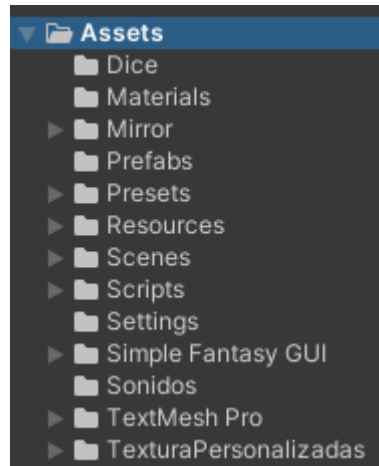 Assets
Dice
Materials
Mirror
Prefabs
Presets
Resources
Scenes
Scripts
Settings
Simple Fantasy GUI
Sonidos
TextMesh Pro
TexturaPersonalizadas